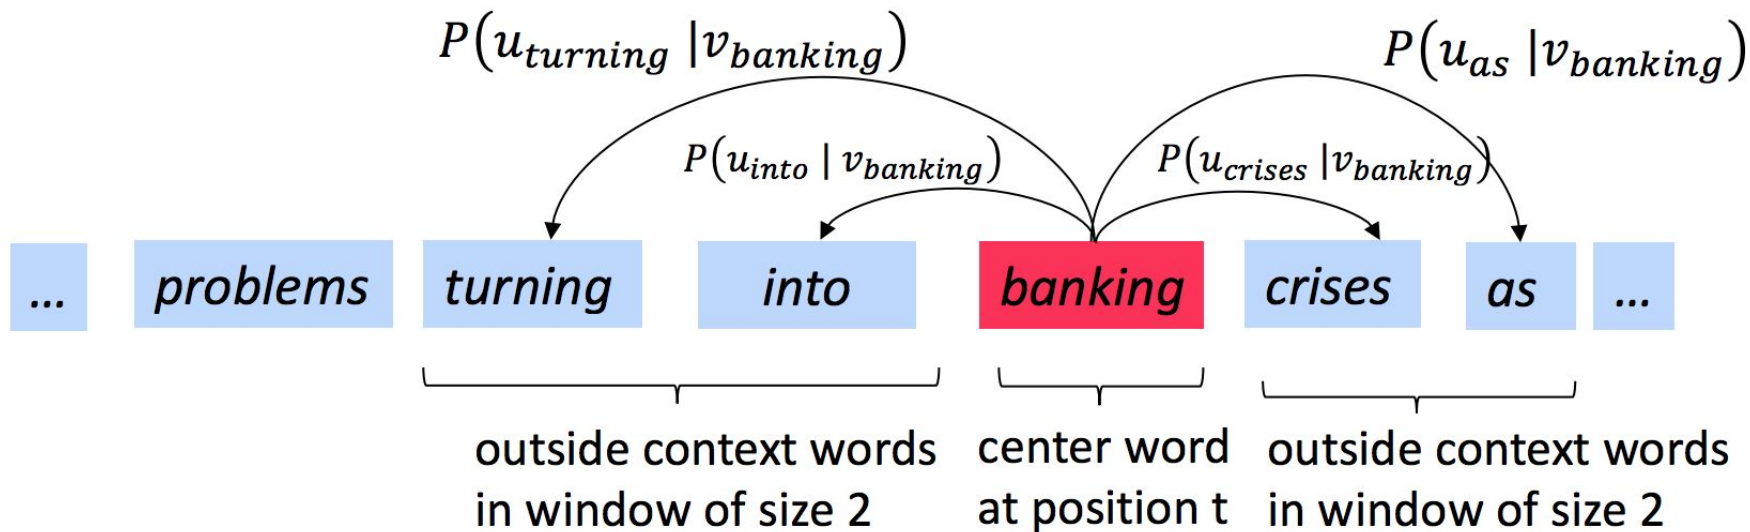 P(u_turning |v_banking)
P(u_as |v_banking)
P(u_into | v_banking)
P(u_crises |v_banking)
... problems turning into banking crises as ...
outside context words
in window of size 2
center word
at position t
outside context words
in window of size 2